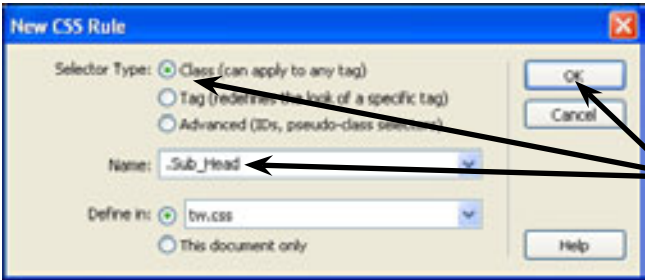 New CSS Rule
Selector Type: Class (can apply to any tag)
Tag (redefines the look of a specific tag)
Advanced (IDs, pseudo-class selectors)
Name: .Sub_Head
Define in: tw.css
This document only
OK
Cancel
Help